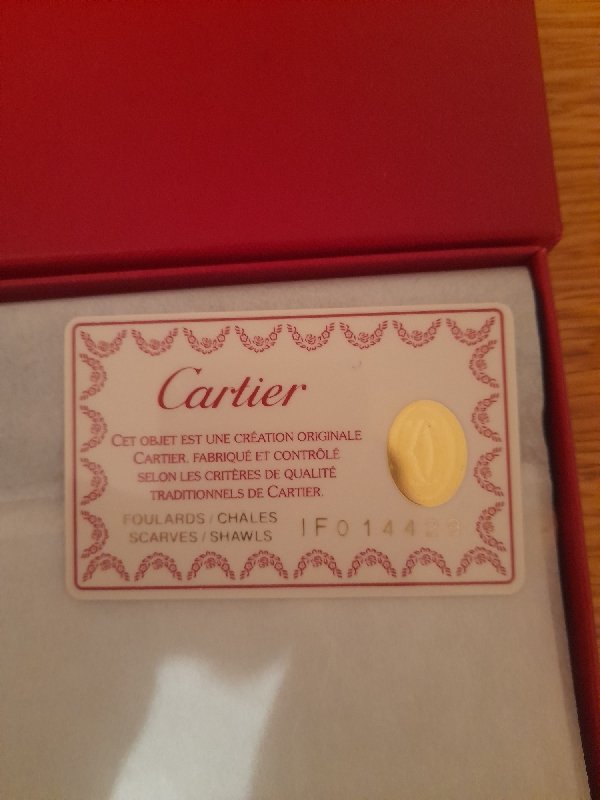 Cartier
CET OBJET EST UNE CRÉATION ORIGINALE
CARTIER, FABRIQUÉ ET CONTRÔLÉ
SELON LES CRITÈRES DE QUALITÉ
TRADITIONNELS DE CARTIER.
FOULARDS / CHALES
SCARVES / SHAWLS